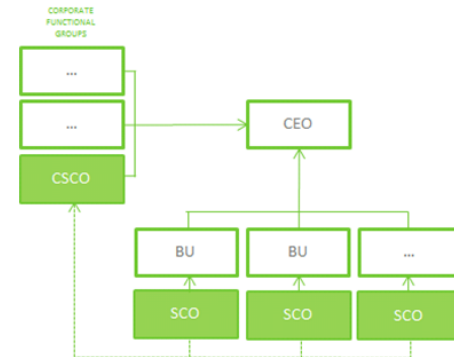 CORPORATE
FUNCTIONAL
GROUPS
...
...
CEO
CSCO
BU
BU
...
SCO
SCO
SCO